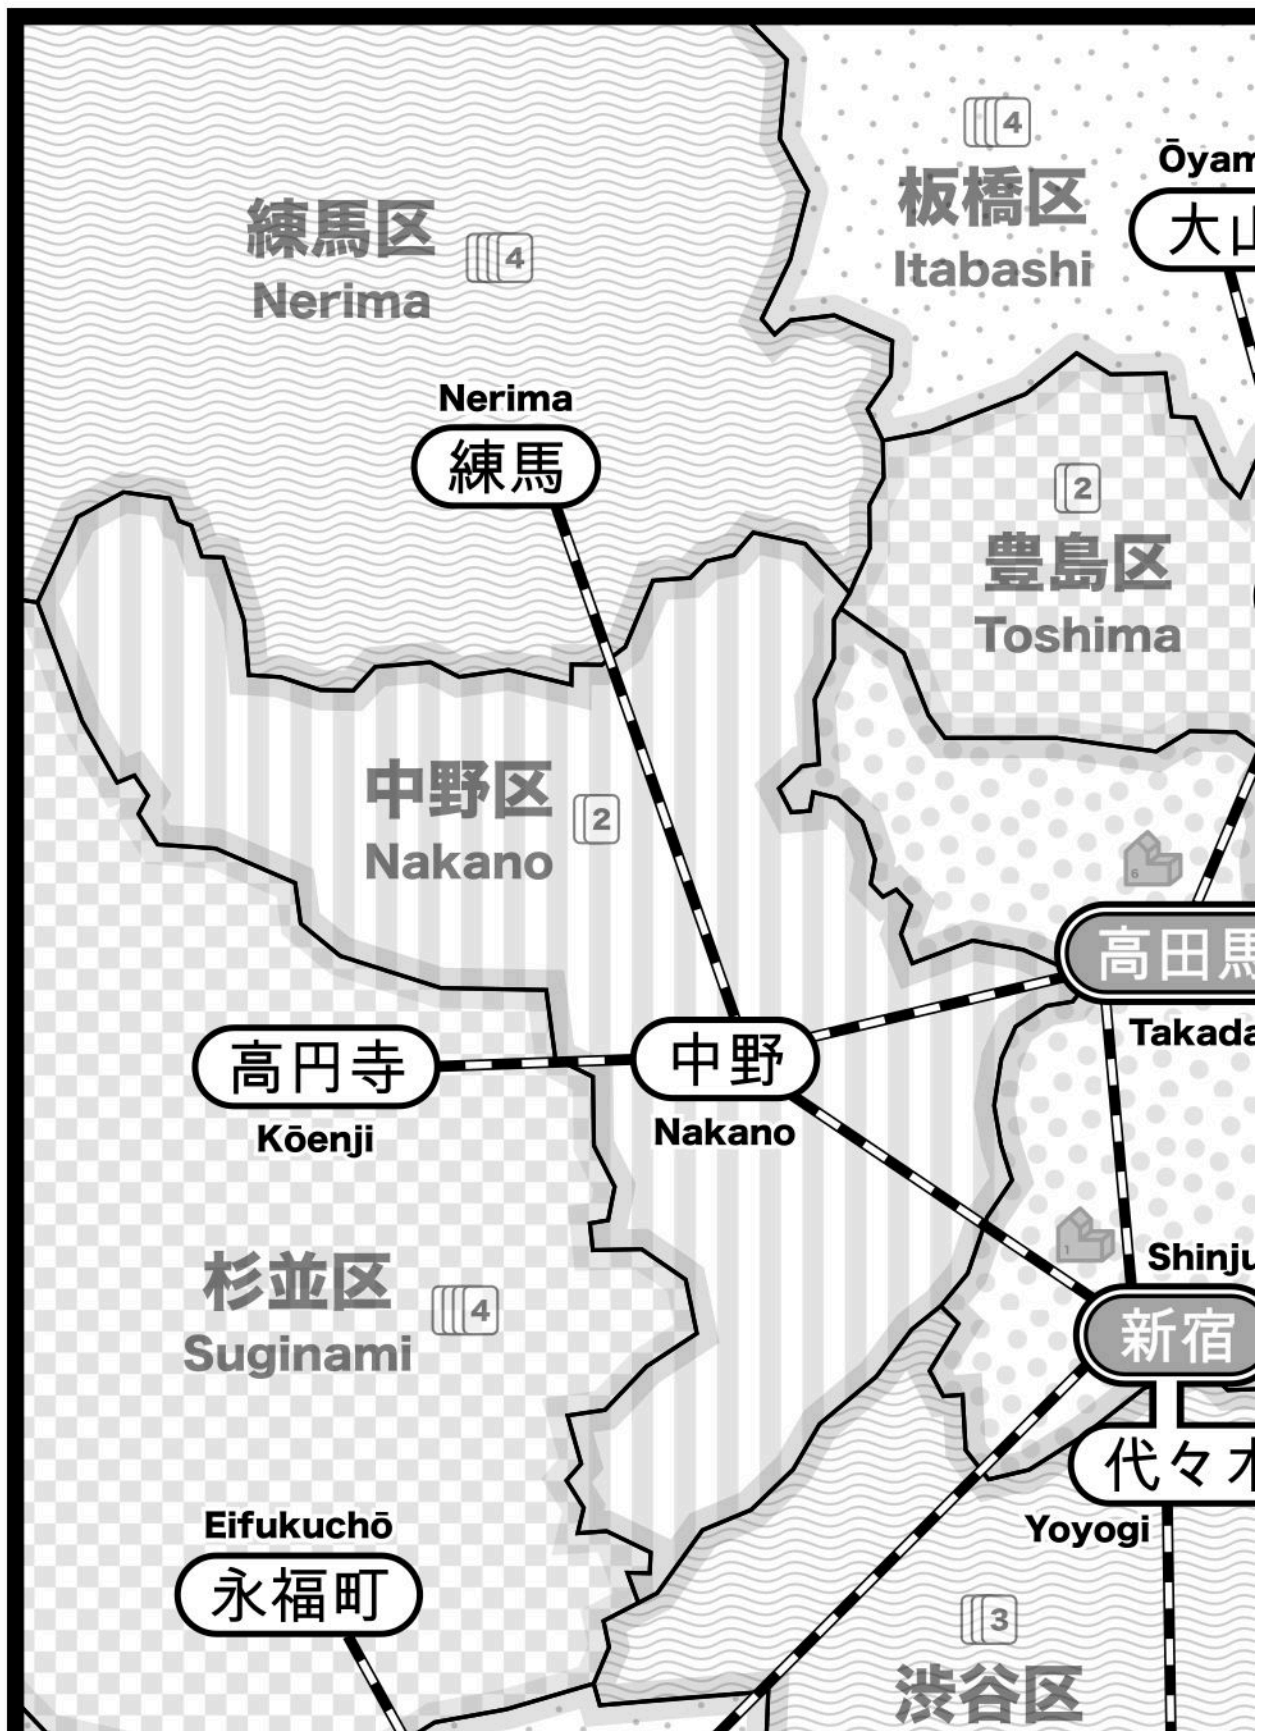 4
板橋区
Itabashi
Ōyam
大山
練馬区
4
Nerima
Nerima
練馬
2
豊島区
Toshima
中野区
2
Nakano
6
高田馬
Takada
高円寺
Kōenji
中野
Nakano
1
Shinju
新宿
杉並区
4
Suginami
代々木
Yoyogi
Eifukuchō
永福町
3
渋谷区